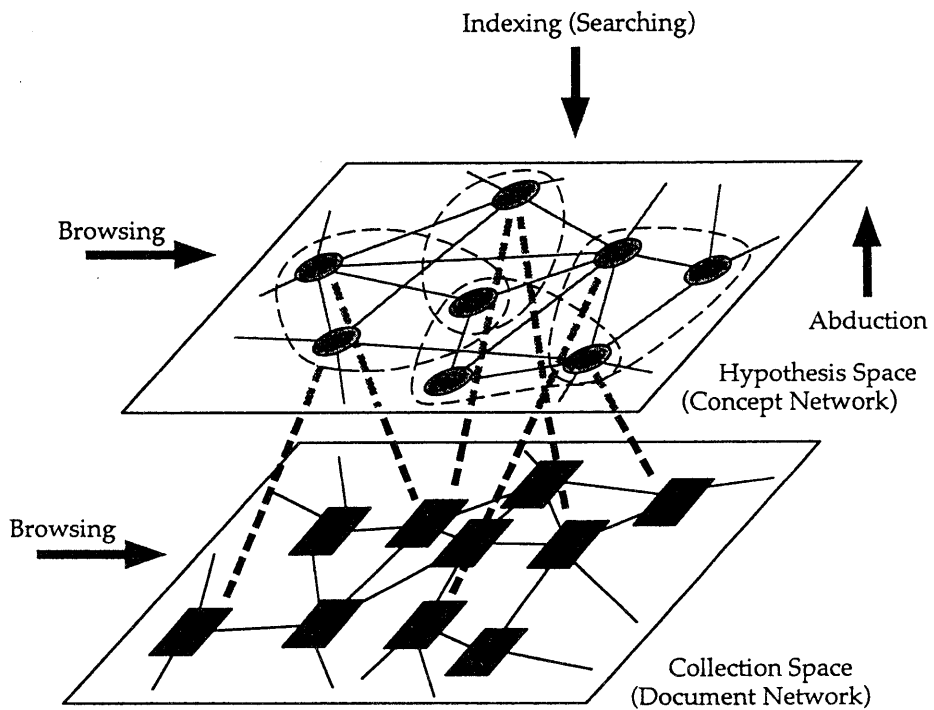 Indexing (Searching)
Browsing
Abduction
Hypothesis Space
(Concept Network)
Browsing
Collection Space
(Document Network)